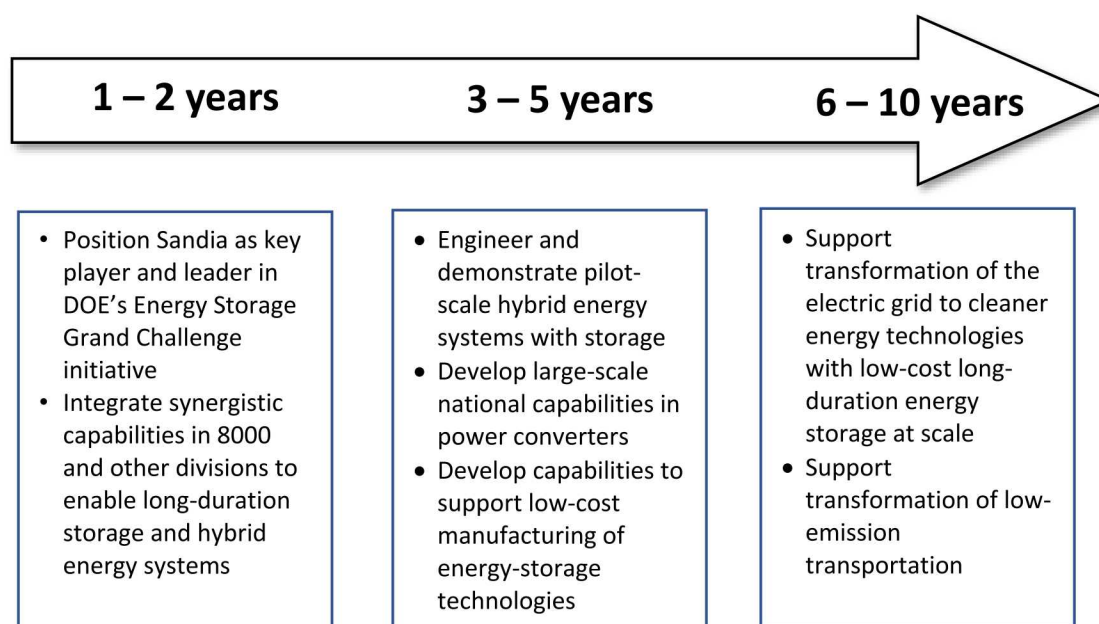 1 – 2 years
3 – 5 years
6 – 10 years
• Position Sandia as key
player and leader in
DOE's Energy Storage
Grand Challenge
initiative
• Integrate synergistic
capabilities in 8000
and other divisions to
enable long-duration
storage and hybrid
energy systems
• Engineer and
demonstrate pilot-
scale hybrid energy
systems with storage
• Develop large-scale
national capabilities in
power converters
• Develop capabilities to
support low-cost
manufacturing of
energy-storage
technologies
• Support
transformation of the
electric grid to cleaner
energy technologies
with low-cost long-
duration energy
storage at scale
• Support
transformation of low-
emission
transportation